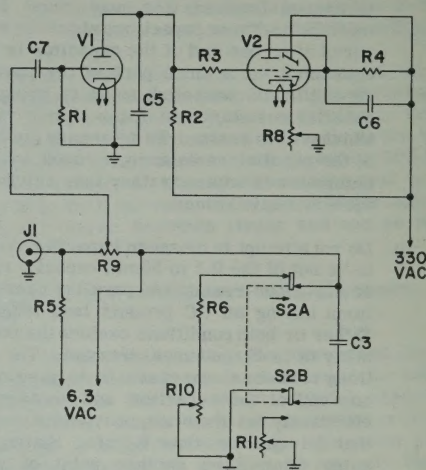 V1
V2
C7
R3
R4
C5
R1
R2
C6
R8
J1
R9
330
VAC
R5
R6
S2A
C3
6.3
VAC
S2B
R10
R11